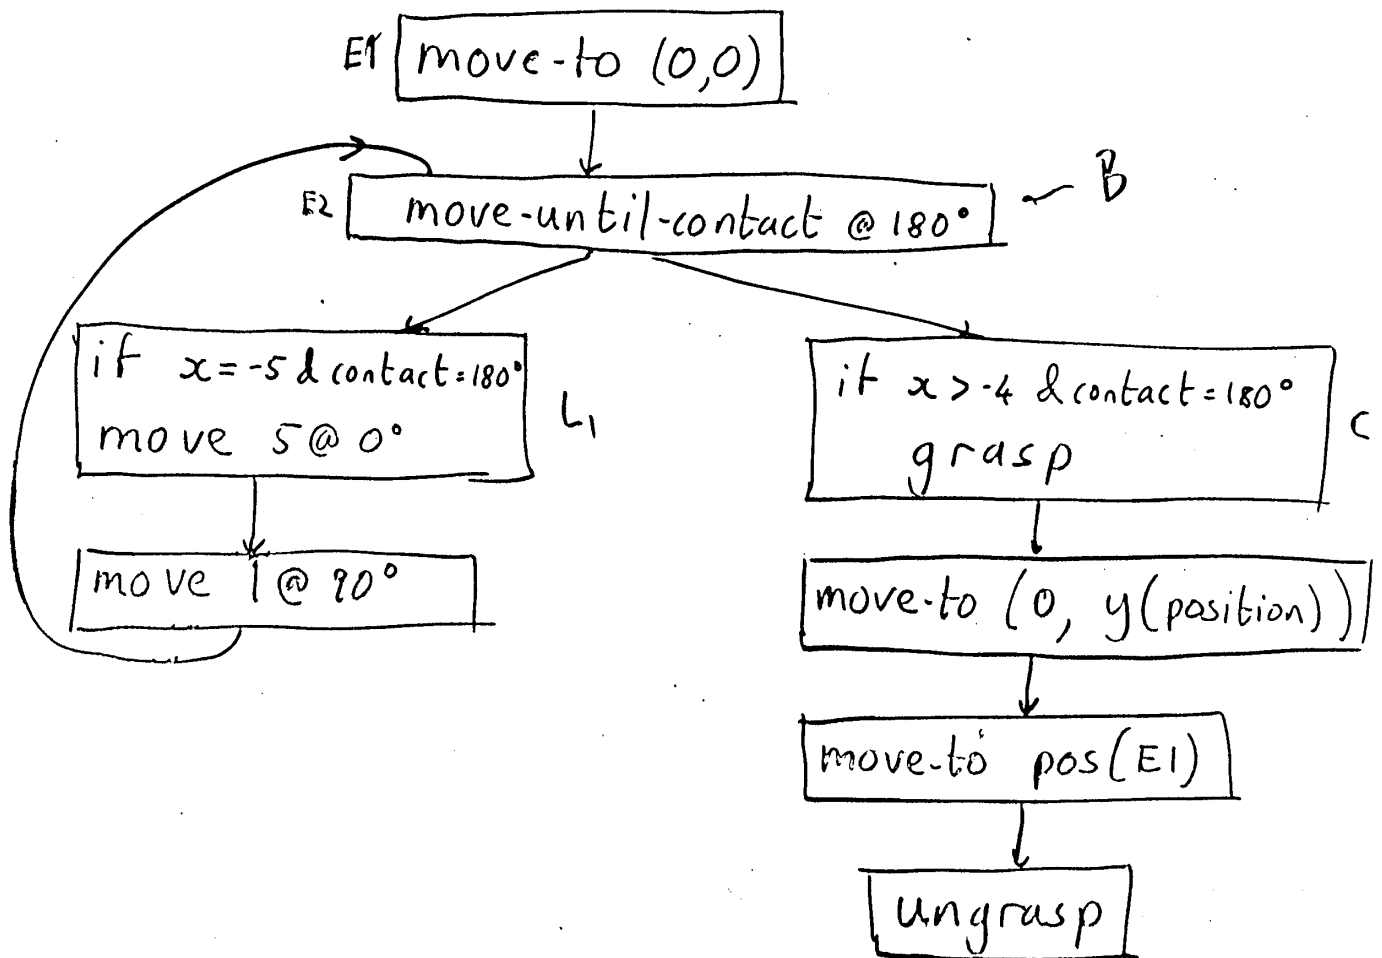 E1 move-to (0,0)
E2 move-until-contact @ 180° B
if x = -5 & contact = 180°
move 5 @ 0°
L1
if x > -4 & contact = 180°
grasp
C
move 1 @ 90°
move-to (0, y(position))
move-to pos(E1)
ungrasp